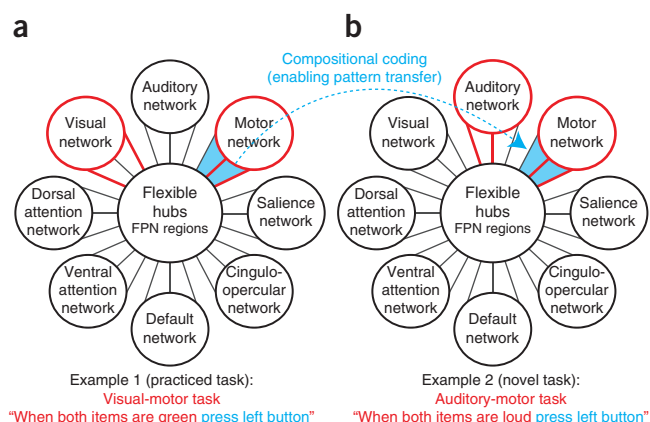 a
b
Compositional coding
(enabling pattern transfer)
Auditory
network
Visual
network
Motor
network
Dorsal
attention
network
Flexible
hubs
FPN regions
Salience
network
Ventral
attention
network
Cingulo-
opercular
network
Default
network
Example 1 (practiced task):
Visual-motor task
“When both items are green press left button”
Auditory
network
Visual
network
Motor
network
Dorsal
attention
network
Flexible
hubs
FPN regions
Salience
network
Ventral
attention
network
Cingulo-
opercular
network
Default
network
Example 2 (novel task):
Auditory-motor task
“When both items are loud press left button”